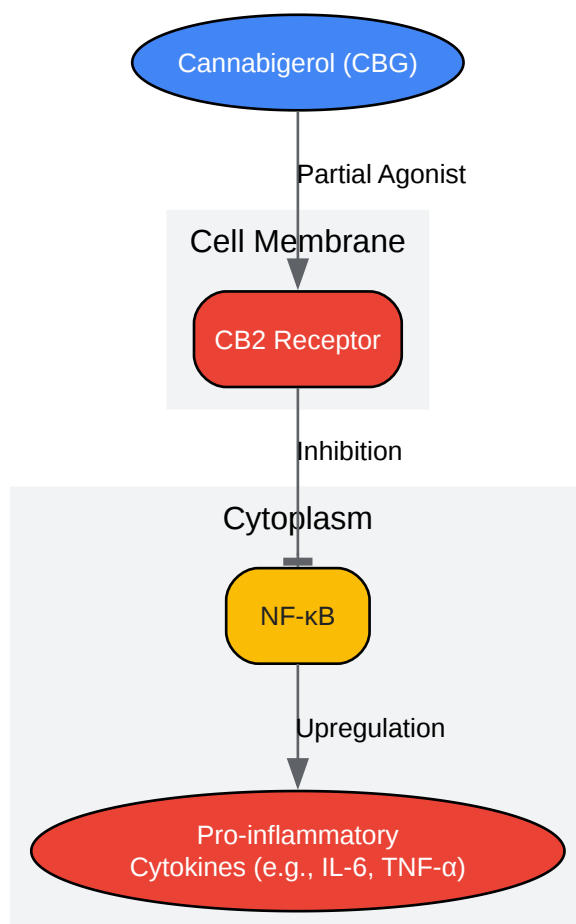 Cannabigerol (CBG)
Partial Agonist
Cell Membrane
CB2 Receptor
Inhibition
Cytoplasm
NF-κB
Upregulation
Pro-inflammatory
Cytokines (e.g., IL-6, TNF-α)